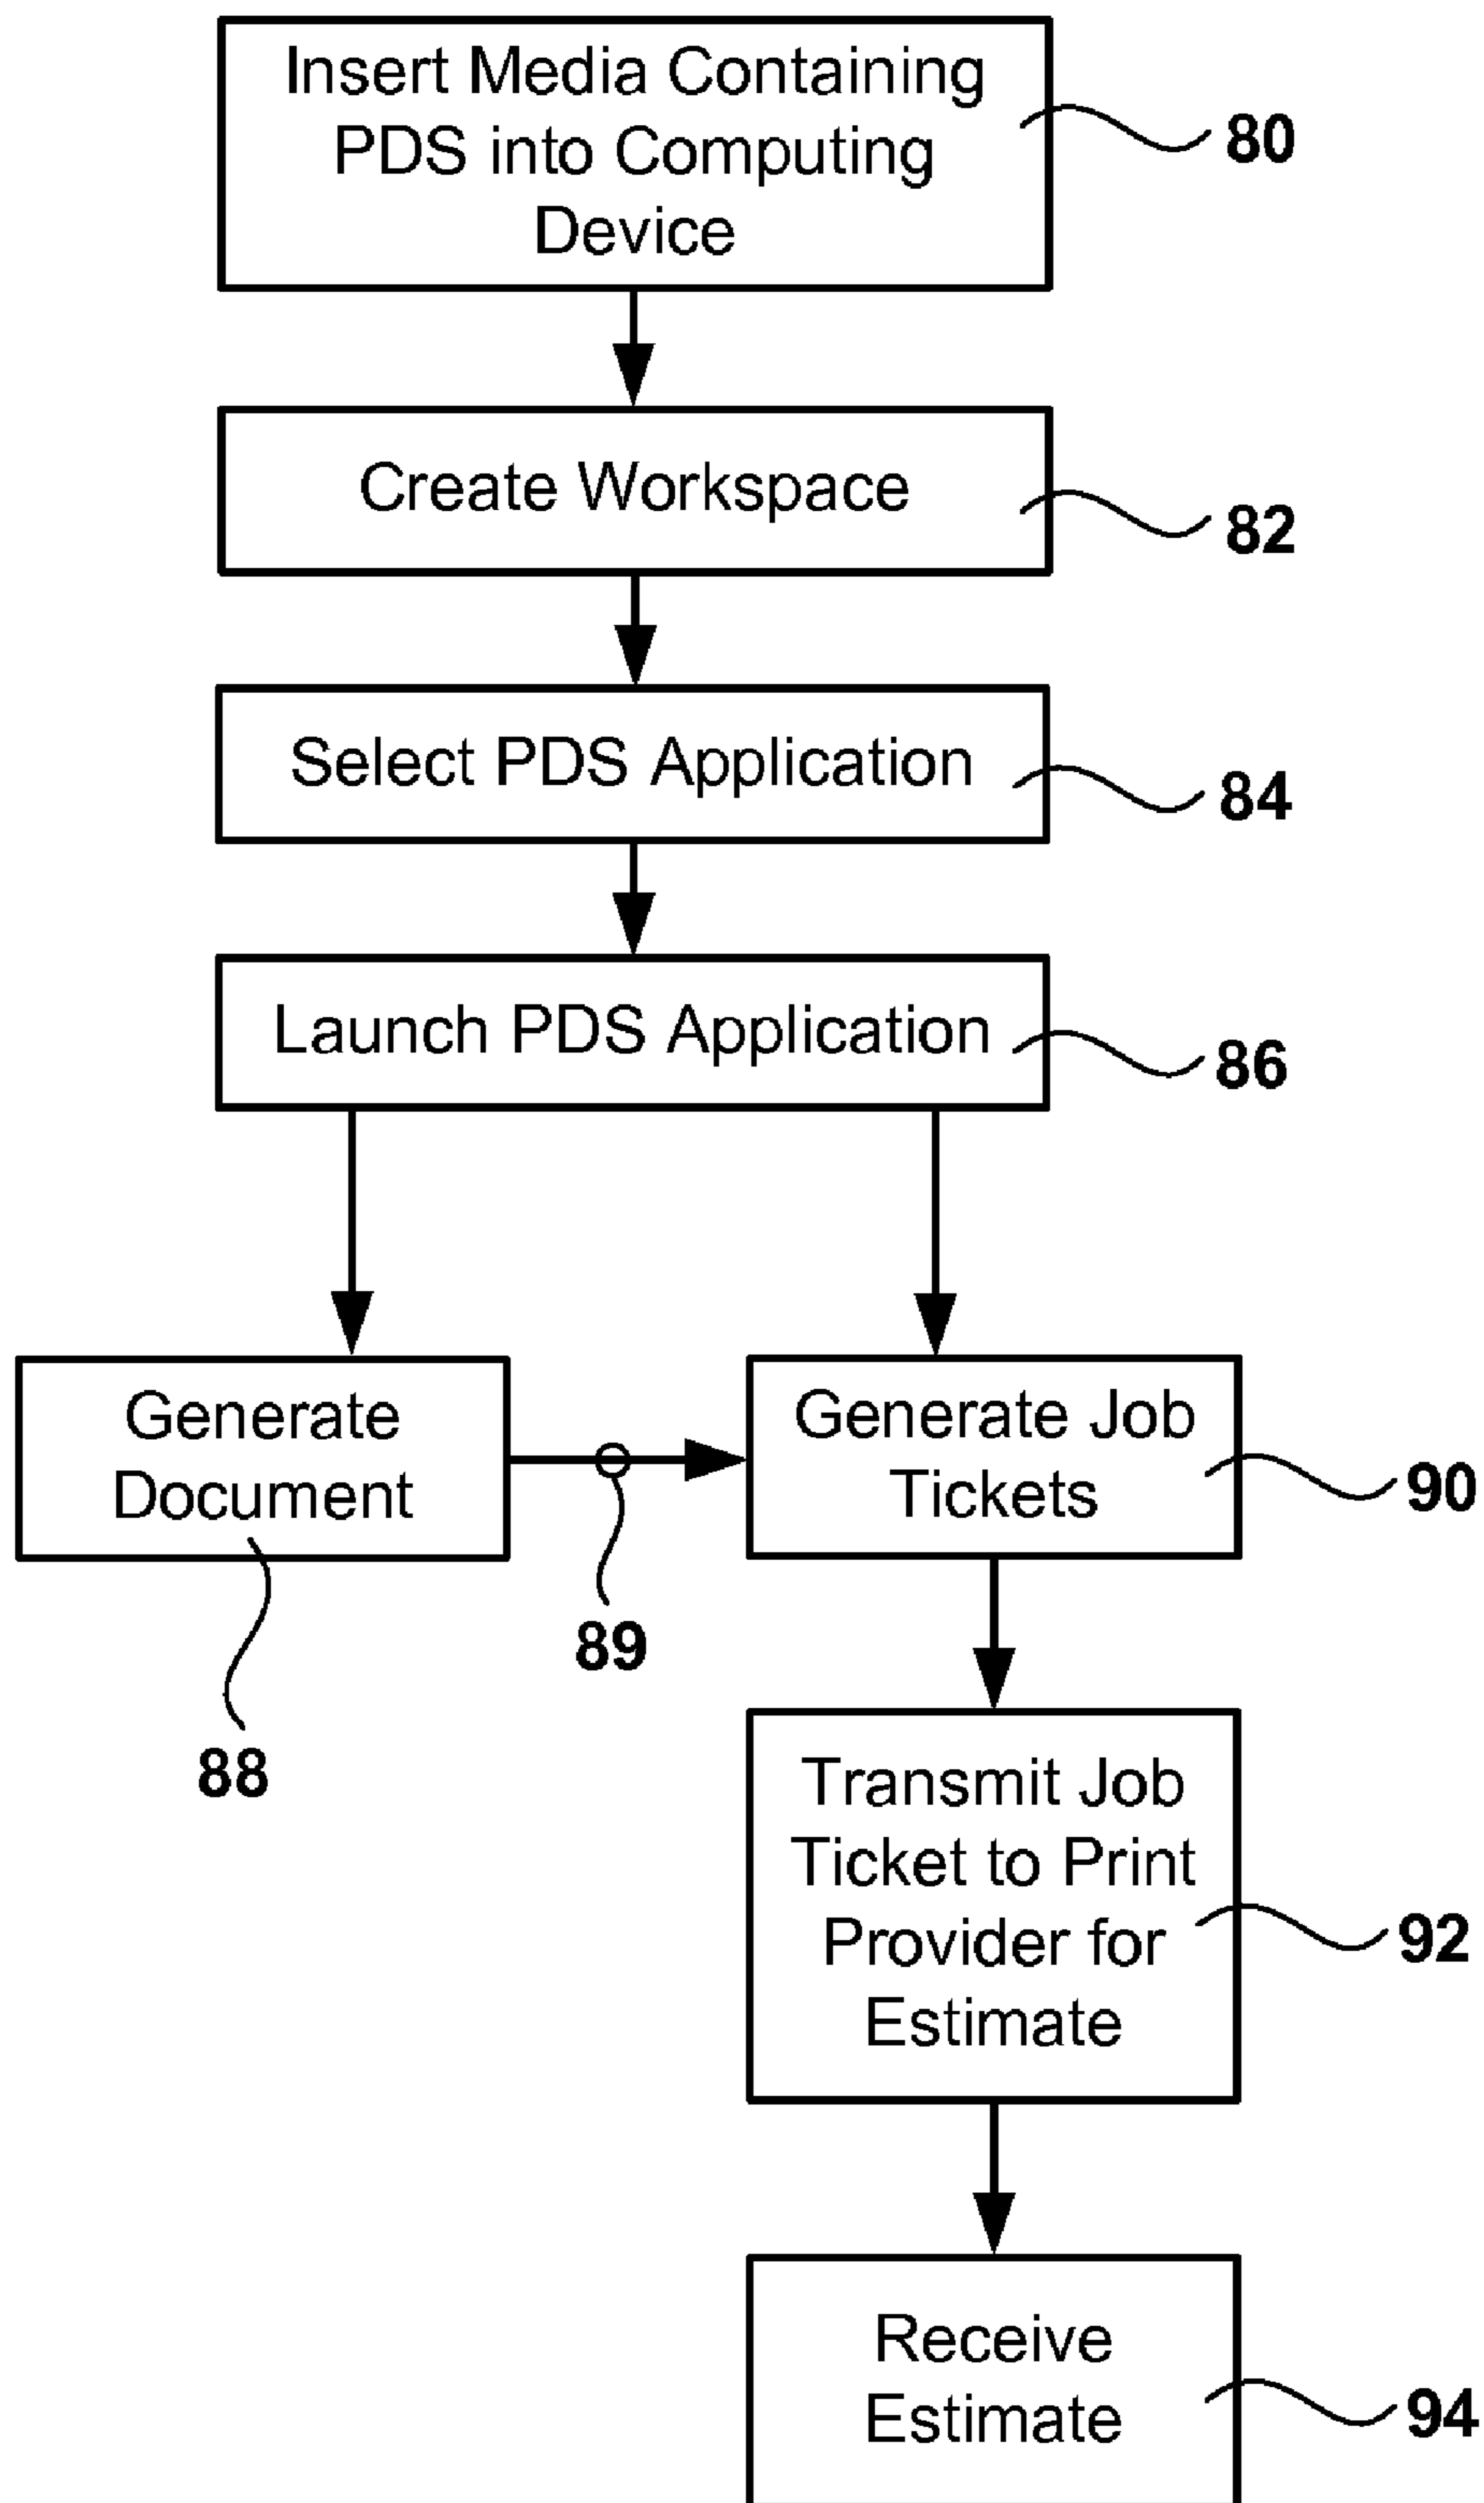 Insert Media Containing
PDS into Computing
Device
80
Create Workspace
82
Select PDS Application
84
Launch PDS Application
86
Generate
Document
88
89
Generate Job
Tickets
90
Transmit Job
Ticket to Print
Provider for
Estimate
92
Receive
Estimate
94